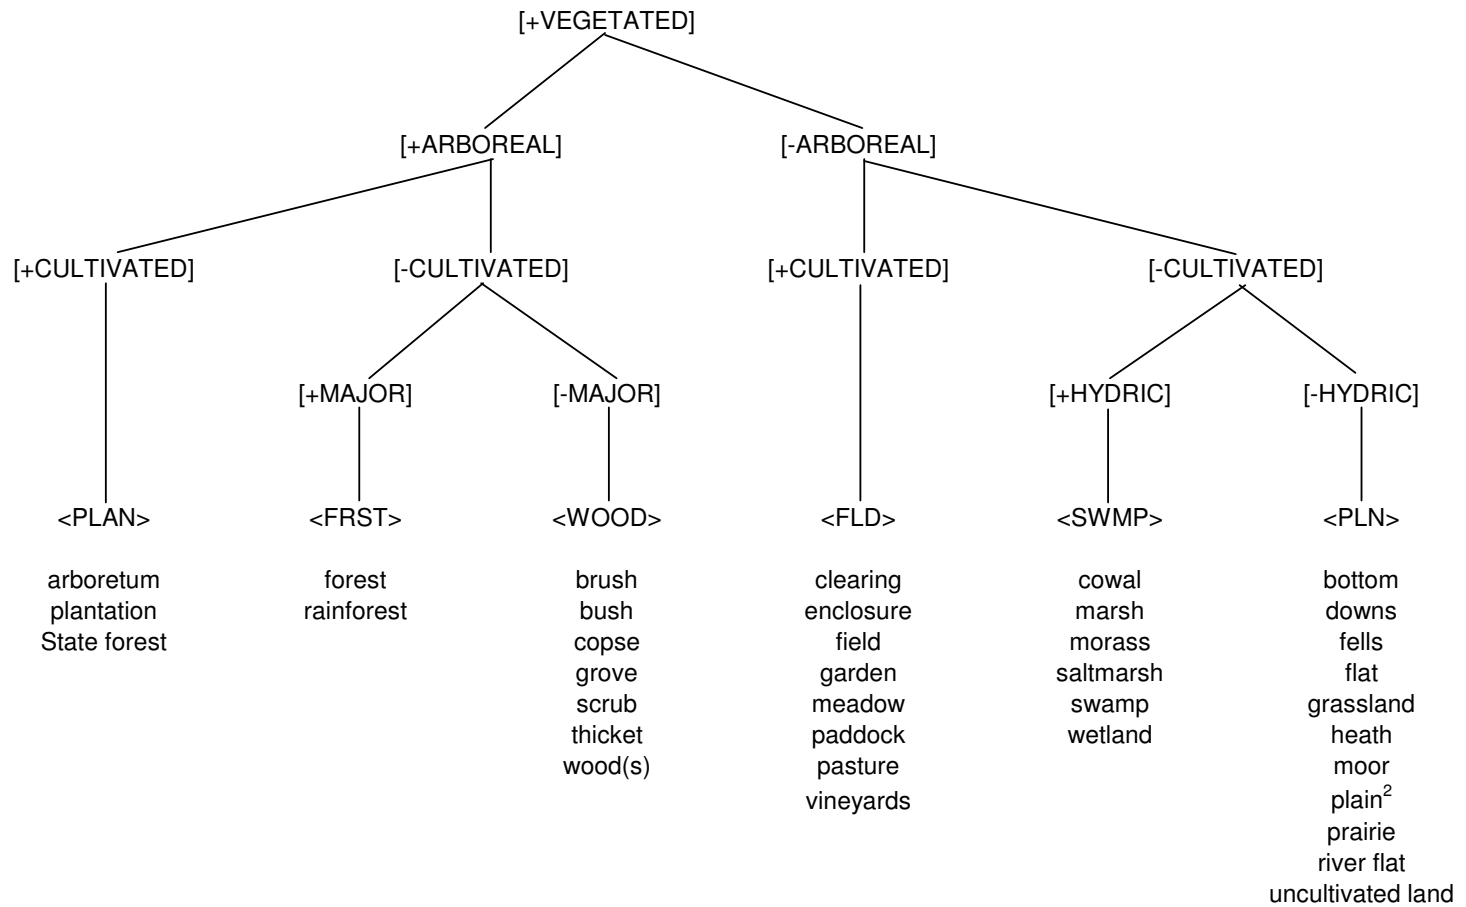 [+VEGETATED]
[+ARBOREAL] [-ARBOREAL]
[+CULTIVATED] [-CULTIVATED] [+CULTIVATED] [-CULTIVATED]
[+MAJOR] [-MAJOR] [+HYDRIC] [-HYDRIC]
<PLAN> <FRST> <WOOD> <FLD> <SWMP> <PLN>
arboretum forest brush clearing cowal bottom
plantation rainforest bush enclosure marsh downs
State forest copse field morass fells
grove garden saltmarsh flat
scrub meadow swamp grassland
thicket paddock wetland heath
wood(s) pasture moor
vineyards plain²
prairie
river flat
uncultivated land